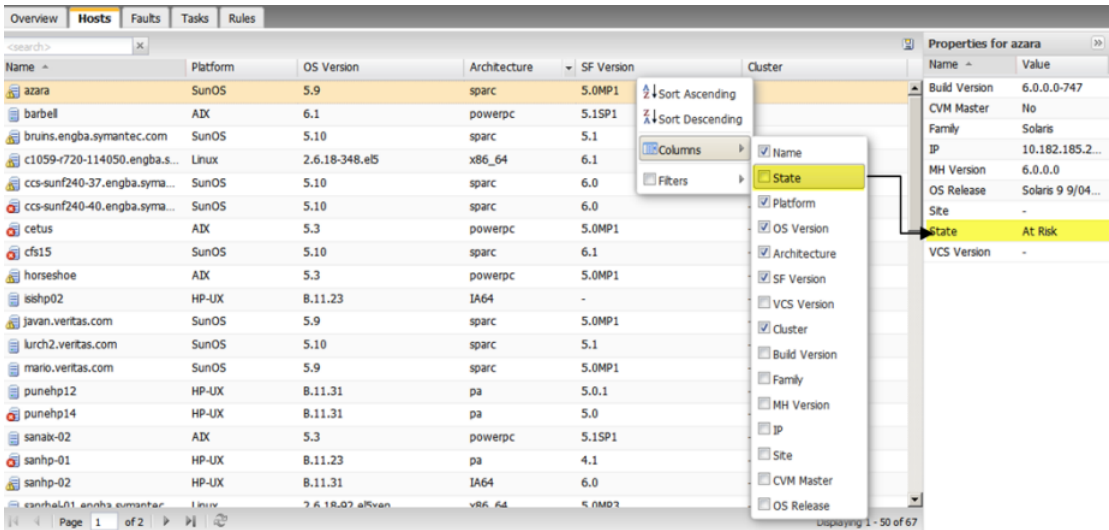 Overview Hosts Faults Tasks Rules
<search>
Properties for azara
Name Platform OS Version Architecture SF Version Cluster
Name Value
azara SunOS 5.9 sparc 5.0MP1
barbell AIX 6.1 powerpc 5.1SP1
bruins.engba.symantec.com SunOS 5.10 sparc 5.1
c1059-r720-114050.engba.s... Linux 2.6.18-348.el5 x86_64 6.1
ccs-sunf240-37.engba.syma... SunOS 5.10 sparc 6.0
ccs-sunf240-40.engba.syma... SunOS 5.10 sparc 6.0
cetus AIX 5.3 powerpc 5.0MP1
cfs15 SunOS 5.10 sparc 6.1
horseshoe AIX 5.3 powerpc 5.0MP1
isishp02 HP-UX B.11.23 IA64 -
javan.veritas.com SunOS 5.9 sparc 5.0MP1
lurch2.veritas.com SunOS 5.10 sparc 5.1
mario.veritas.com SunOS 5.9 sparc 5.0MP1
punehp12 HP-UX B.11.31 pa 5.0.1
punehp14 HP-UX B.11.31 pa 5.0
sanaix-02 AIX 5.3 powerpc 5.1SP1
sanhp-01 HP-UX B.11.23 pa 4.1
sanhp-02 HP-UX B.11.31 IA64 6.0
Linux 2.6.18-92.el5xen x86_64 5.0MP3
Sort Ascending
Sort Descending
Columns
Filters
Name
State
Platform
OS Version
Architecture
SF Version
VCS Version
Cluster
Build Version
Family
MH Version
IP
Site
CVM Master
OS Release
Build Version 6.0.0.0-747
CVM Master No
Family Solaris
IP 10.182.185.2...
MH Version 6.0.0.0
OS Release Solaris 9 9/04...
Site -
State At Risk
VCS Version -
Page 1 of 2
Displaying 1 - 50 of 67